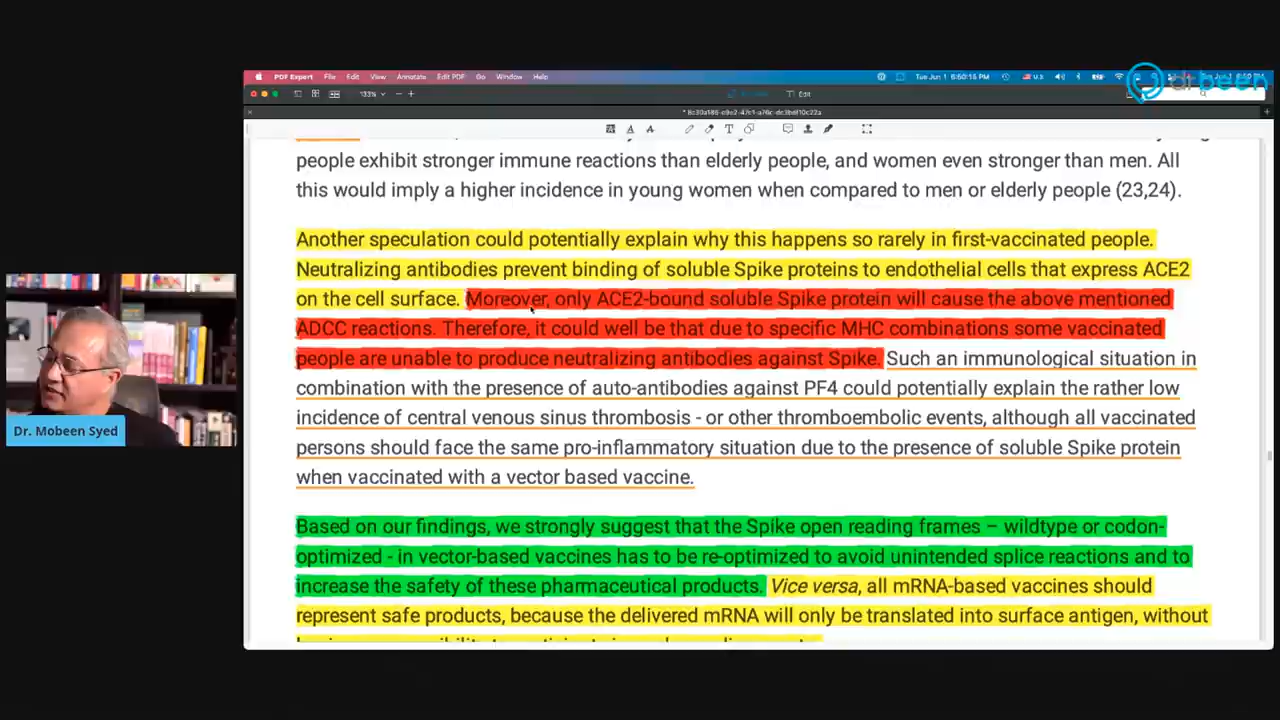 PDF Expert File Edit View Annotate Edit PDF Go Window Help
U.S. Tue Jun 1 6:50:15 PM
dr been
133%
Edit
people exhibit stronger immune reactions than elderly people, and women even stronger than men. All
this would imply a higher incidence in young women when compared to men or elderly people (23,24).
Another speculation could potentially explain why this happens so rarely in first-vaccinated people.
Neutralizing antibodies prevent binding of soluble Spike proteins to endothelial cells that express ACE2
on the cell surface. Moreover, only ACE2-bound soluble Spike protein will cause the above mentioned
ADCC reactions. Therefore, it could well be that due to specific MHC combinations some vaccinated
people are unable to produce neutralizing antibodies against Spike. Such an immunological situation in
combination with the presence of auto-antibodies against PF4 could potentially explain the rather low
incidence of central venous sinus thrombosis - or other thromboembolic events, although all vaccinated
persons should face the same pro-inflammatory situation due to the presence of soluble Spike protein
when vaccinated with a vector based vaccine.
Based on our findings, we strongly suggest that the Spike open reading frames – wildtype or codon-
optimized - in vector-based vaccines has to be re-optimized to avoid unintended splice reactions and to
increase the safety of these pharmaceutical products. Vice versa, all mRNA-based vaccines should
represent safe products, because the delivered mRNA will only be translated into surface antigen, without
Dr. Mobeen Syed